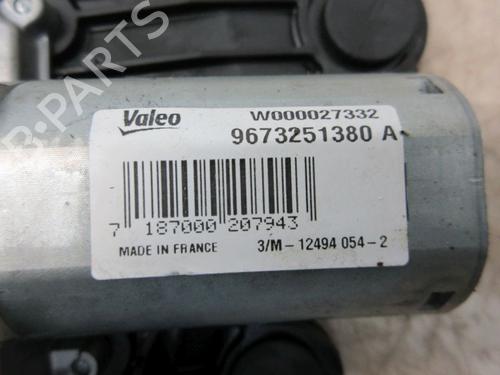 Valeo
W000027332
9673251380 A
7 187000 207943
MADE IN FRANCE 3/M-12494 054-2
B-PARTS